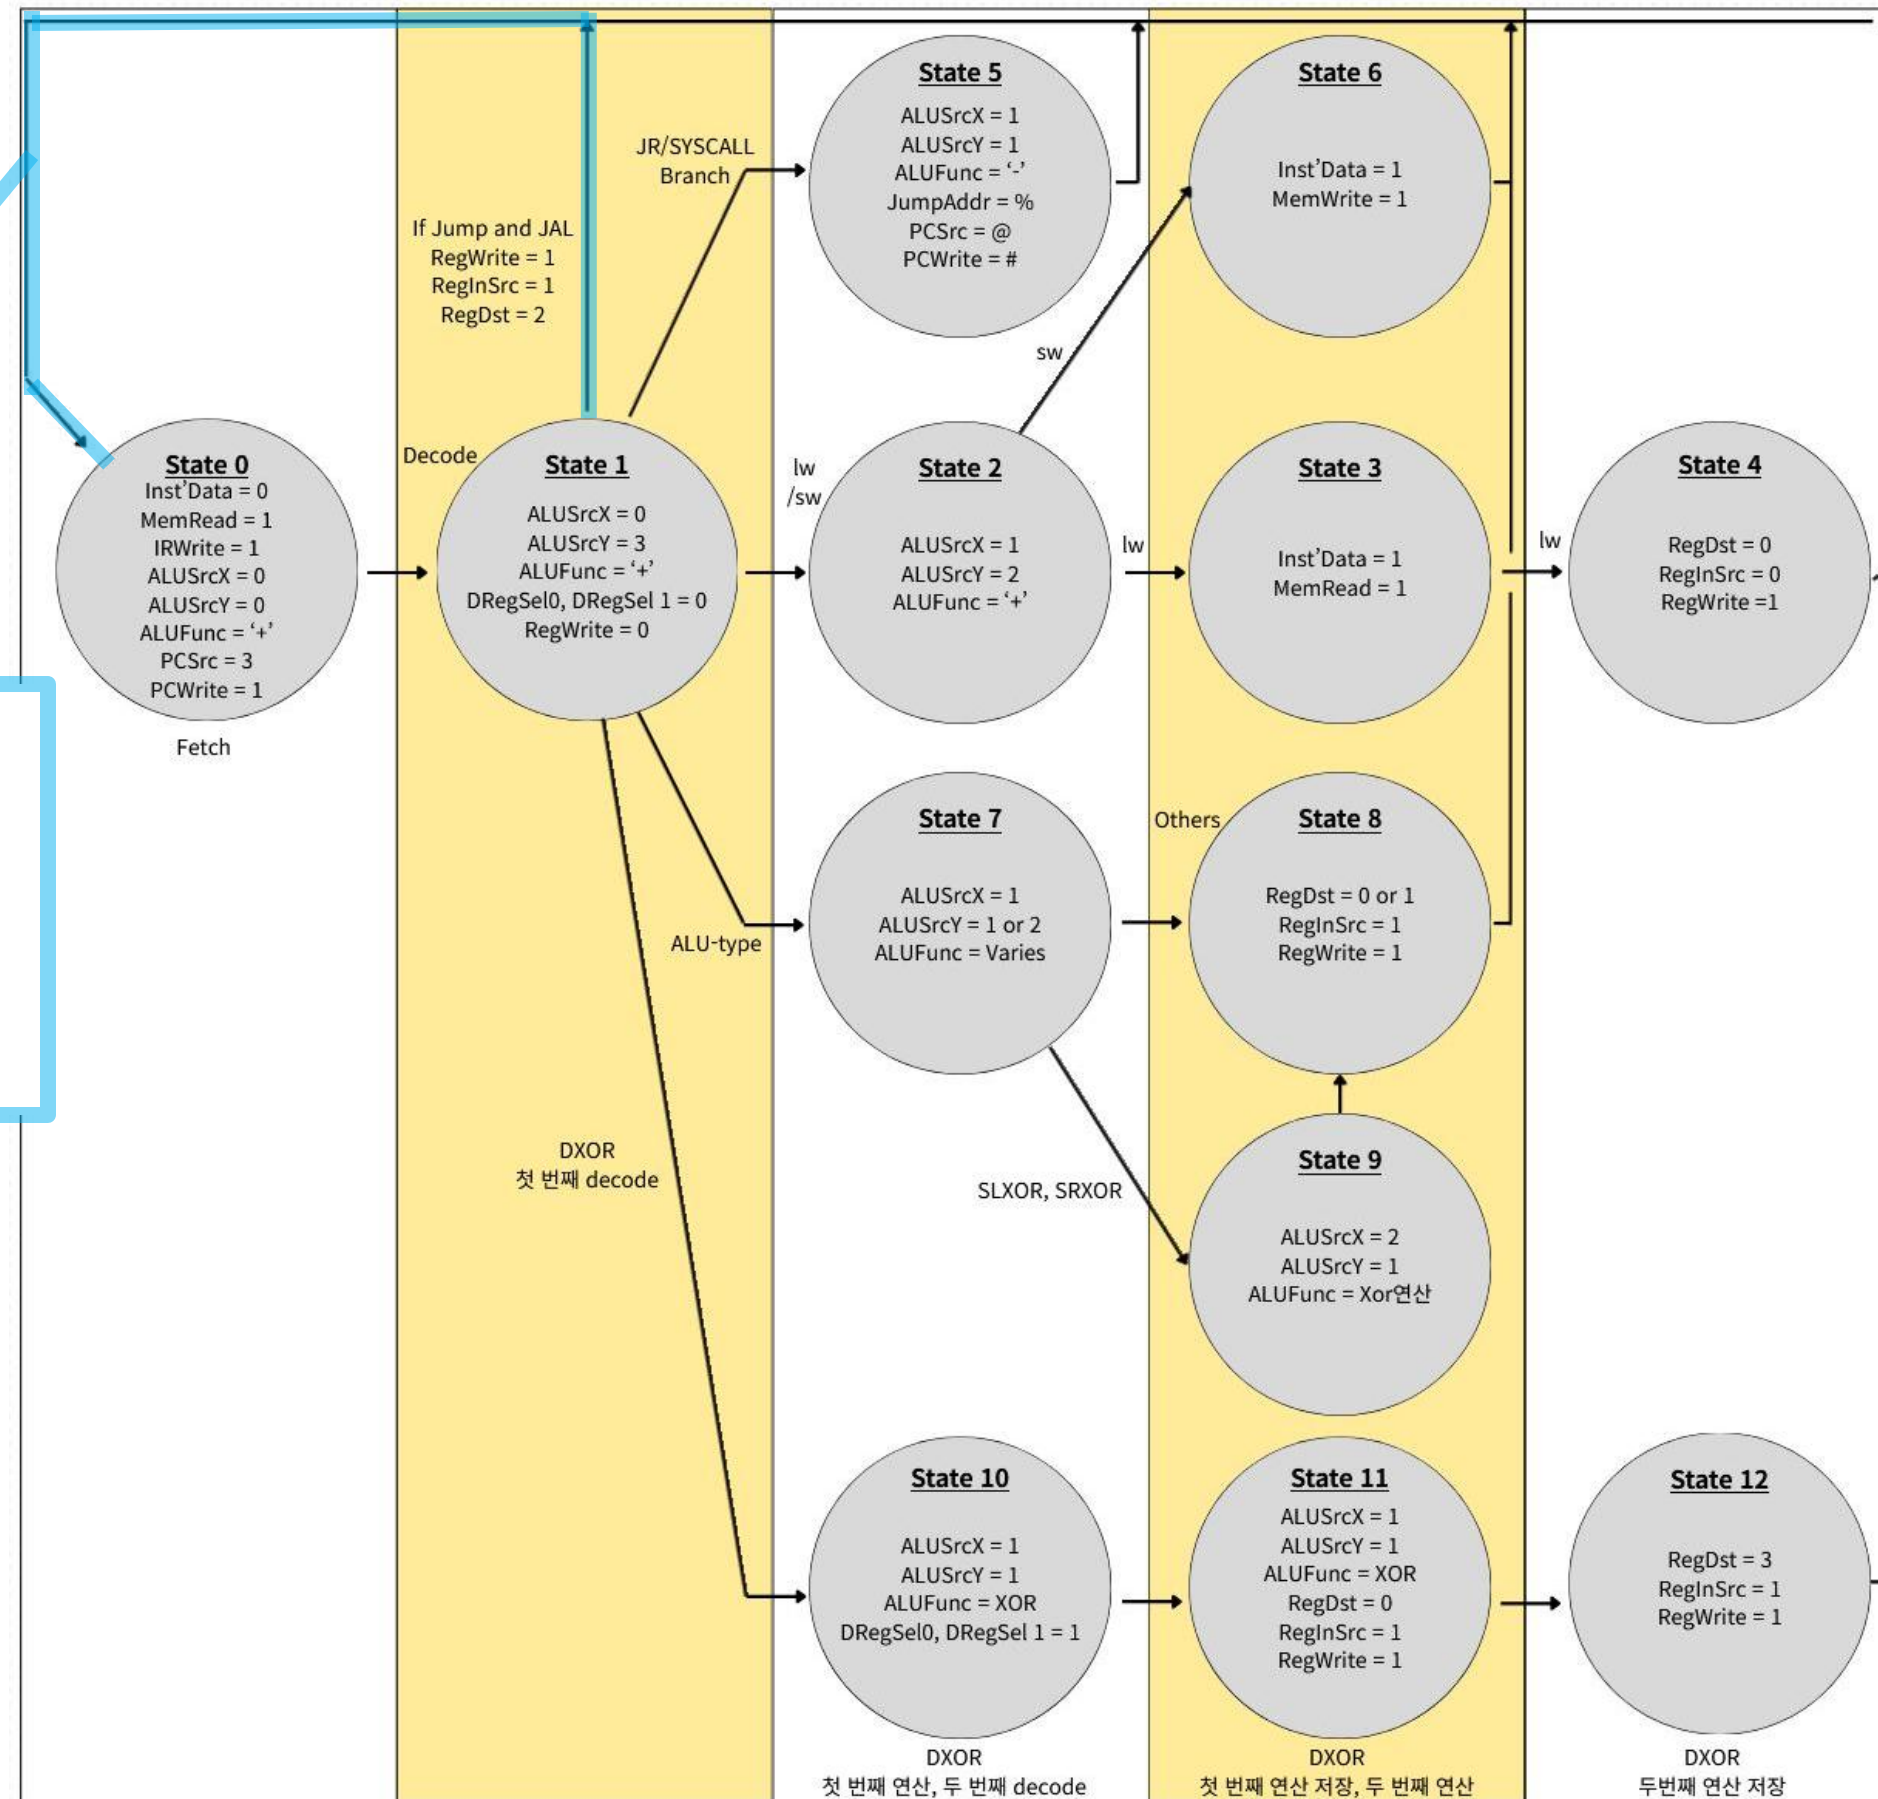 State 5
ALUSrcX = 1
ALUSrcY = 1
ALUFunc = ‘-’
JumpAddr = %
PCSrc = @
PCWrite = #
State 6
Inst’Data = 1
MemWrite = 1
JR/SYSCALL
Branch
If Jump and JAL
RegWrite = 1
RegInSrc = 1
RegDst = 2
sw
State 0
Inst’Data = 0
MemRead = 1
IRWrite = 1
ALUSrcX = 0
ALUSrcY = 0
ALUFunc = ‘+’
PCSrc = 3
PCWrite = 1
Fetch
Decode
State 1
ALUSrcX = 0
ALUSrcY = 3
ALUFunc = ‘+’
DRegSel0, DRegSel 1 = 0
RegWrite = 0
lw
/sw
State 2
ALUSrcX = 1
ALUSrcY = 2
ALUFunc = ‘+’
lw
State 3
Inst’Data = 1
MemRead = 1
lw
State 4
RegDst = 0
RegInSrc = 0
RegWrite =1
ALU-type
State 7
ALUSrcX = 1
ALUSrcY = 1 or 2
ALUFunc = Varies
Others
State 8
RegDst = 0 or 1
RegInSrc = 1
RegWrite = 1
DXOR
첫 번째 decode
SLXOR, SRXOR
State 9
ALUSrcX = 2
ALUSrcY = 1
ALUFunc = Xor연산
State 10
ALUSrcX = 1
ALUSrcY = 1
ALUFunc = XOR
DRegSel0, DRegSel 1 = 1
DXOR
첫 번째 연산, 두 번째 decode
State 11
ALUSrcX = 1
ALUSrcY = 1
ALUFunc = XOR
RegDst = 0
RegInSrc = 1
RegWrite = 1
DXOR
첫 번째 연산 저장, 두 번째 연산
State 12
RegDst = 3
RegInSrc = 1
RegWrite = 1
DXOR
두번째 연산 저장